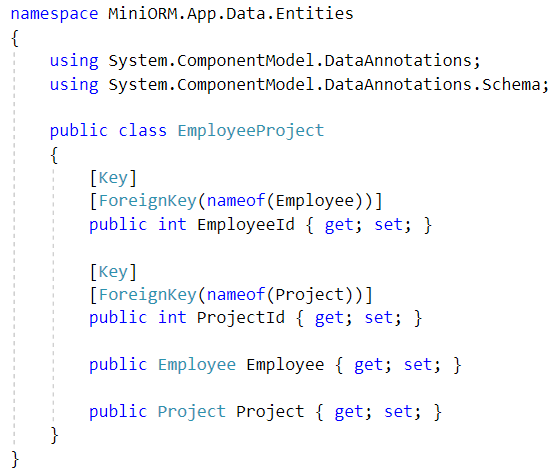 namespace MiniORM.App.Data.Entities
{
    using System.ComponentModel.DataAnnotations;
    using System.ComponentModel.DataAnnotations.Schema;

    public class EmployeeProject
    {
        [Key]
        [ForeignKey(nameof(Employee))]
        public int EmployeeId { get; set; }

        [Key]
        [ForeignKey(nameof(Project))]
        public int ProjectId { get; set; }

        public Employee Employee { get; set; }

        public Project Project { get; set; }
    }
}